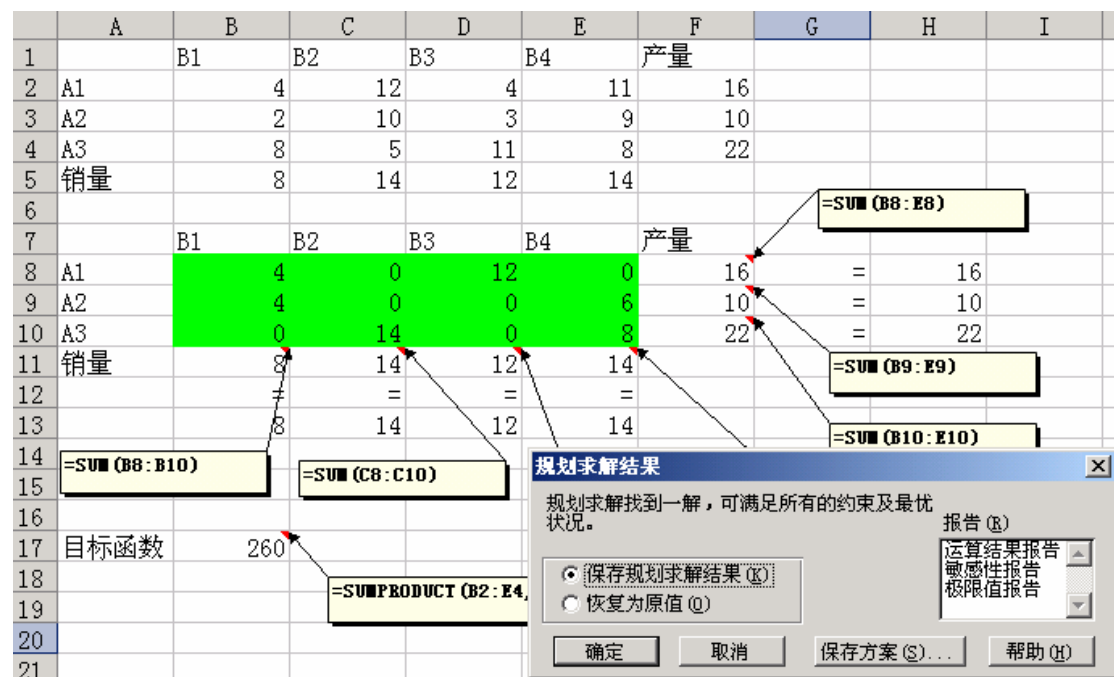 A B C D E F G H I
1 B1 B2 B3 B4 产量
2 A1 4 12 4 11 16
3 A2 2 10 3 9 10
4 A3 8 5 11 8 22
5 销量 8 14 12 14
6 =SUM(B8:E8)
7 B1 B2 B3 B4 产量
8 A1 4 0 12 0 16 = 16
9 A2 4 0 0 6 10 = 10
10 A3 0 14 0 8 22 = 22
11 销量 8 14 12 14 =SUM(B9:E9)
12 = = = =
13 8 14 12 14 =SUM(B10:E10)
14 =SUM(B8:B10) =SUM(C8:C10) 规划求解结果
15 规划求解找到一解，可满足所有的约束及最优
16 状况。 报告(R)
17 目标函数 260 运算结果报告
敏感性报告
18 保存规划求解结果(K) 极限值报告
=SUMPRODUCT(B2:E4,
19 恢复为原值(O)
20 确定 取消 保存方案(S)... 帮助(H)
21